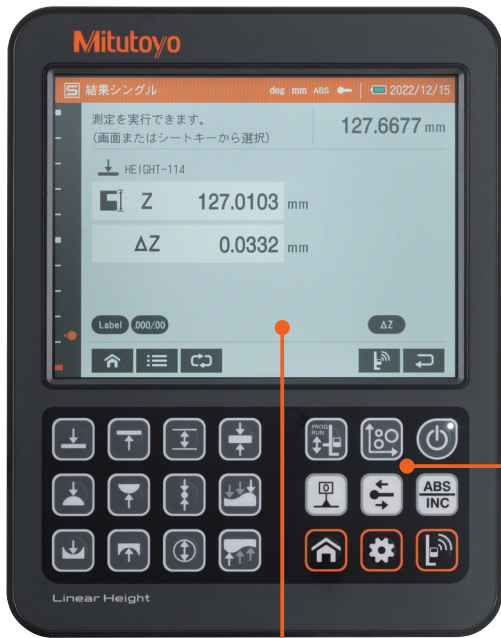 Mitutoyo
S 結果シングル deg mm ABS 2022/12/15
測定を実行できます。
(画面またはシートキーから選択)
127.6677 mm
HEIGHT-114
Z 127.0103 mm
ΔZ 0.0332 mm
Label .000/00 ΔZ
PROG
RUN
ABS
INC
Linear Height